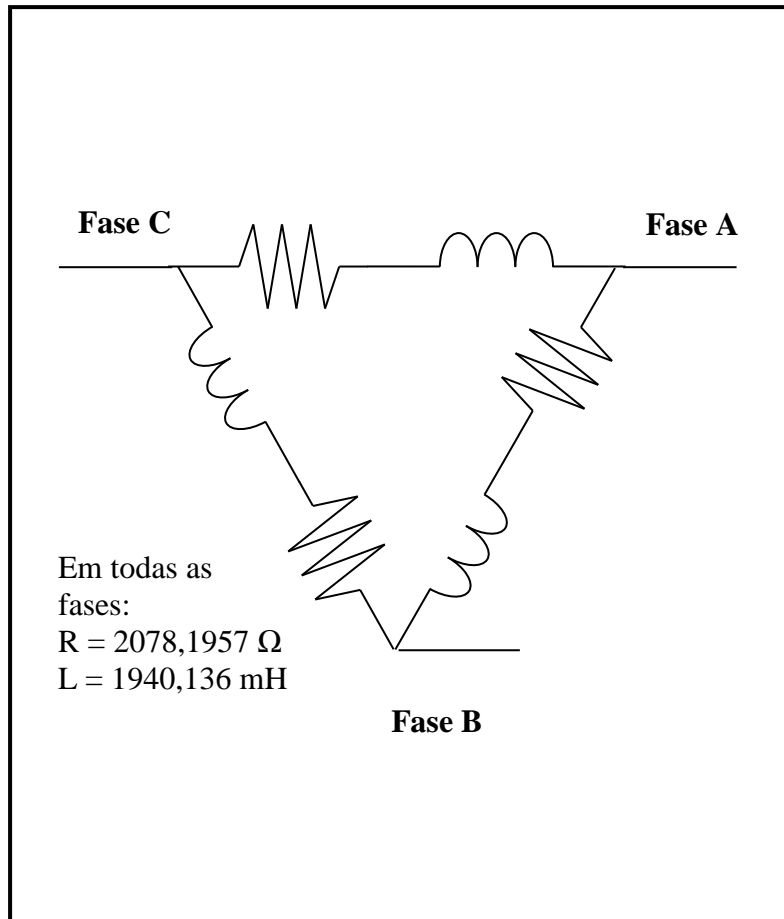 Fase C
Fase A
Em todas as
fases:
R = 2078,1957 Ω
L = 1940,136 mH
Fase B